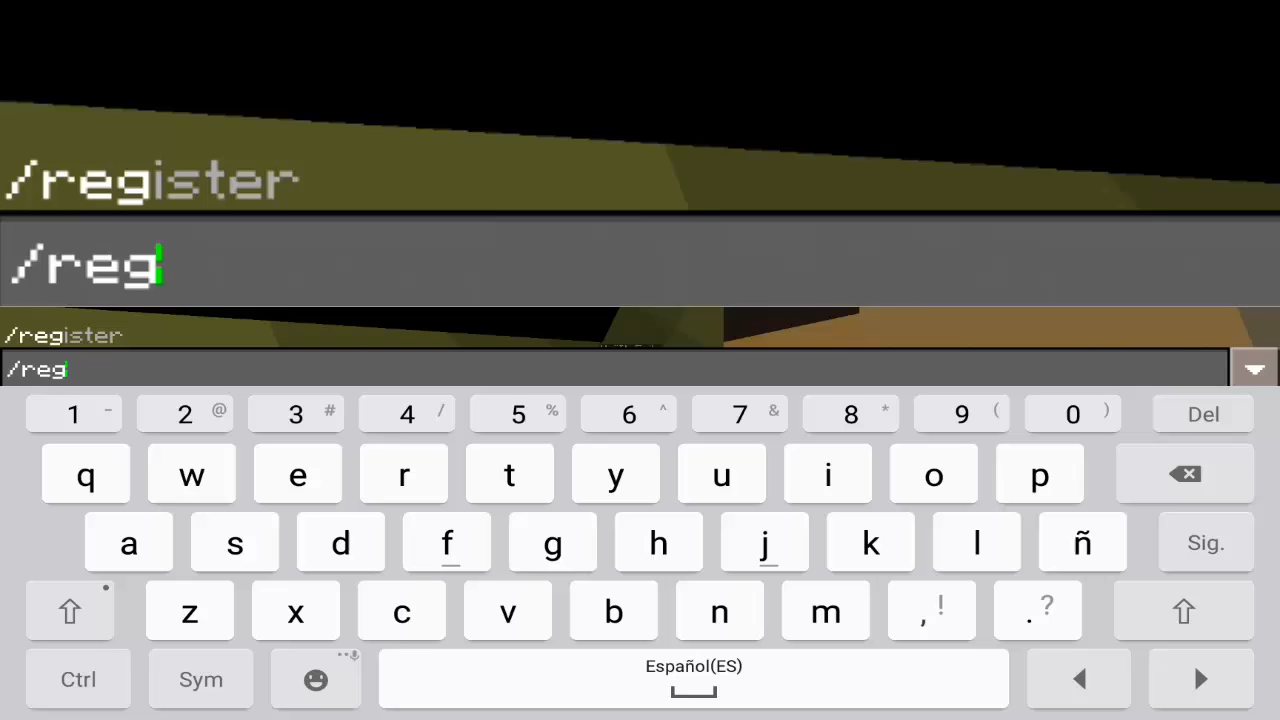 /register
/reg
/register
/reg
1 - 2 @ 3 # 4 / 5 % 6 ^ 7 & 8 * 9 ( 0 ) Del
q w e r t y u i o p
a s d f g h j k l ñ Sig.
z x c v b n m , ! . ?
Ctrl Sym Español(ES)